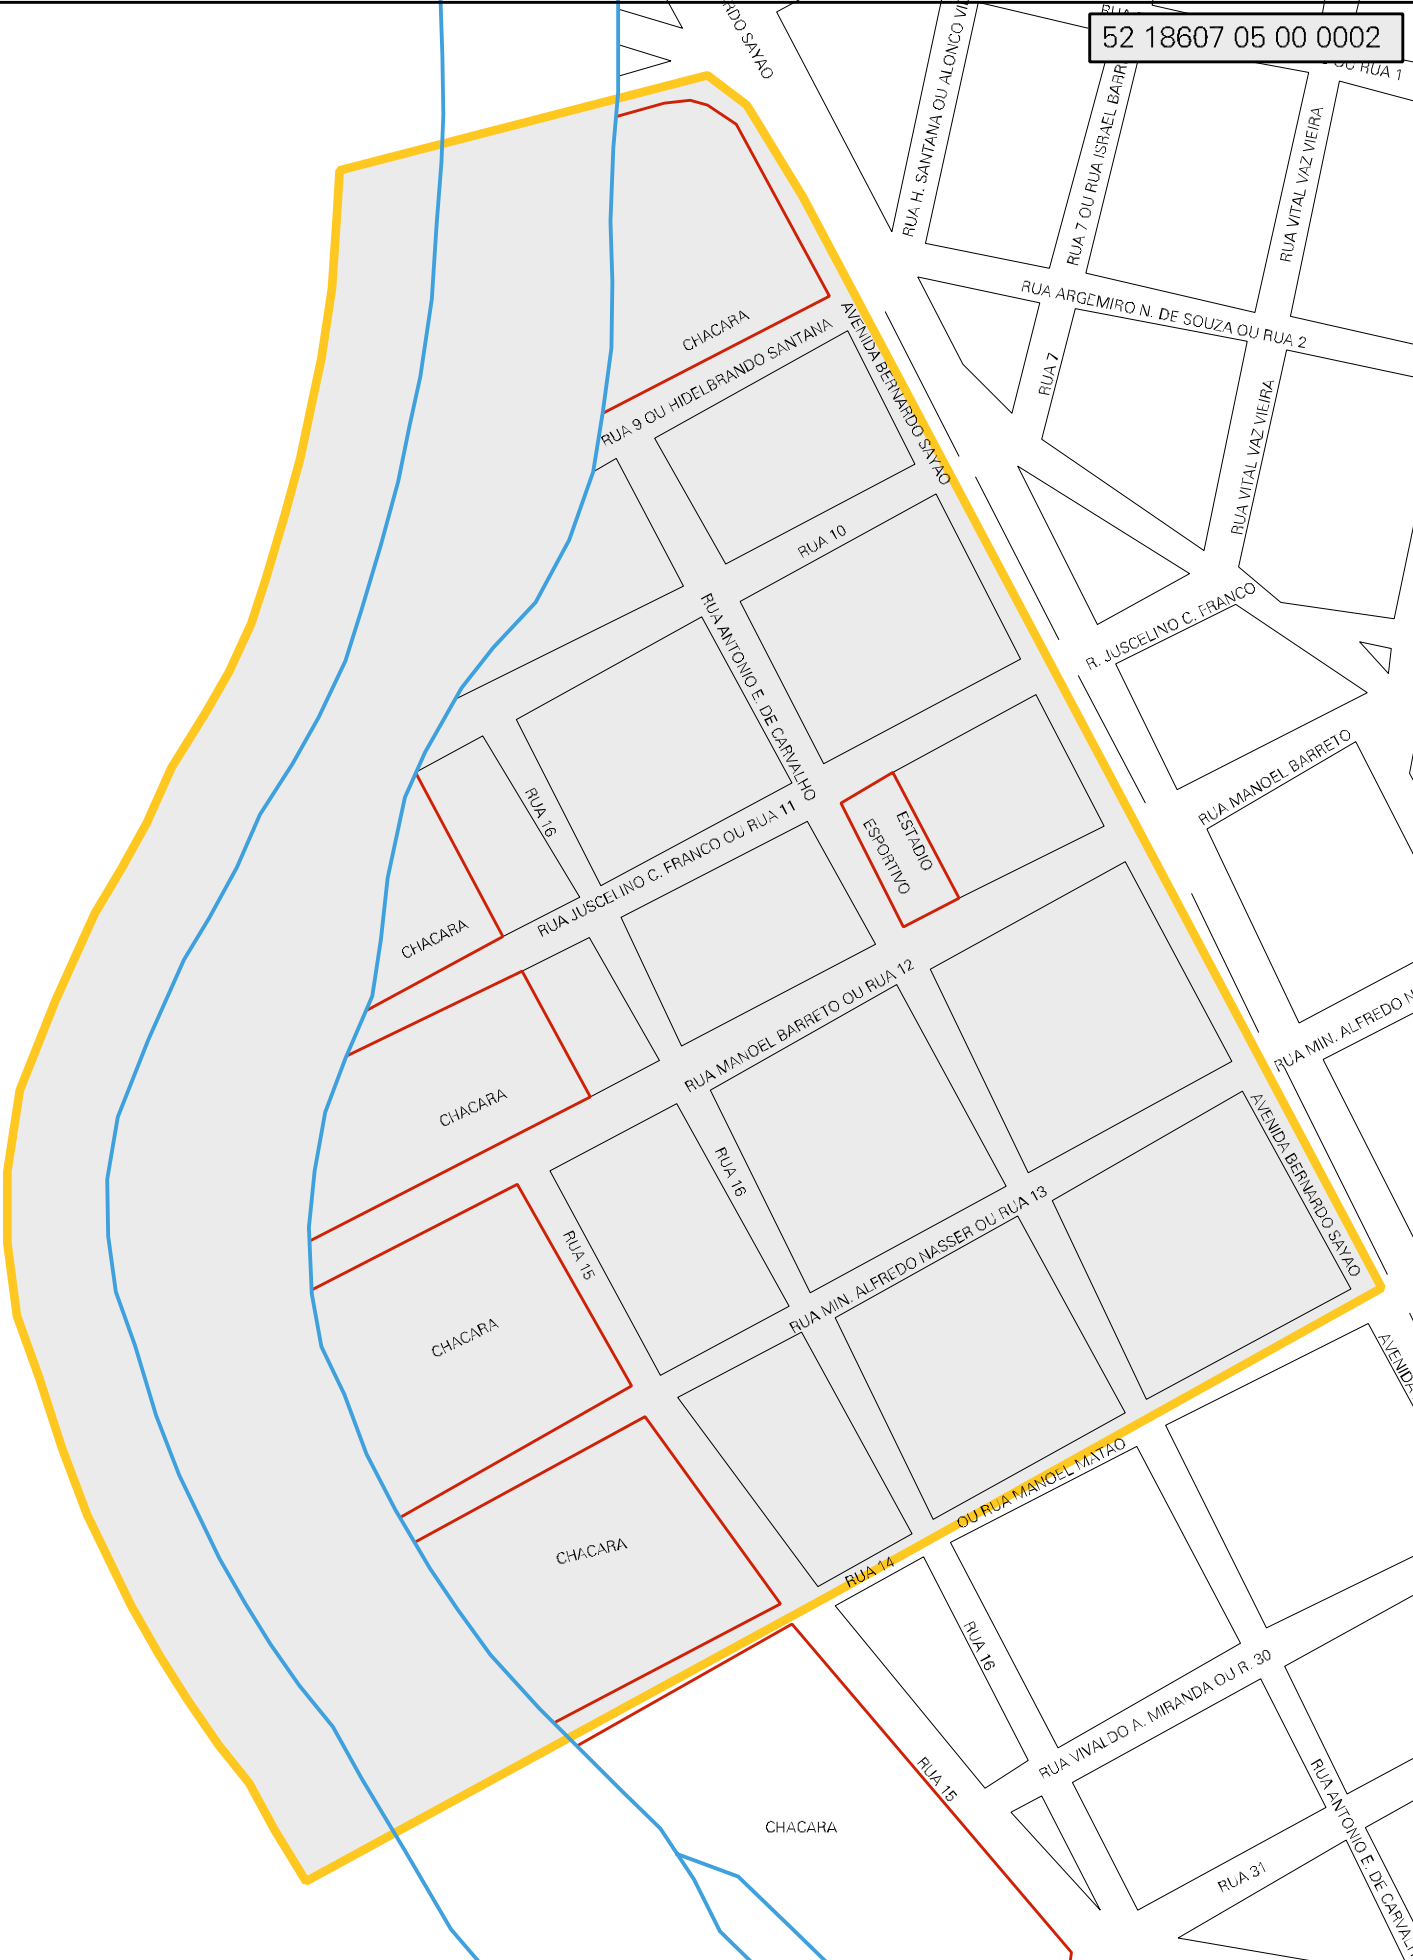 52 18607 05 00 0002
RDO SAYAO
RUA H. SANTANA OU ALONCO
RUA 7 OU RUA ISRAEL
RUA VITAL VAZ VIEIRA
OU RUA 1
RUA ARGEMIRO N. DE SOUZA OU RUA 2
RUA 7
RUA VITAL VAZ VIEIRA
CHACARA
RUA 9 OU HIDELBRANDO SANTANA
AVENIDA BERNARDO SAYAO
RUA 10
RUA ANTONIO E. DE CARVALHO
R. JUSCELINO C. FRANCO
RUA MANOEL BARRETO
RUA 16
RUA JUSCELINO C. FRANCO OU RUA 11
ESTADIO
ESPORTIVO
CHACARA
RUA MANOEL BARRETO OU RUA 12
RUA MIN. ALFREDO N
CHACARA
RUA 16
AVENIDA BERNARDO SAYAO
RUA 15
RUA MIN. ALFREDO NASSER OU RUA 13
CHACARA
AVENIDA
OU RUA MANOEL MATAO
CHACARA
RUA 14
RUA 16
RUA VIVALDO A. MIRANDA OU R. 30
RUA 15
CHACARA
RUA ANTONIO E. DE CARVAL
RUA 31